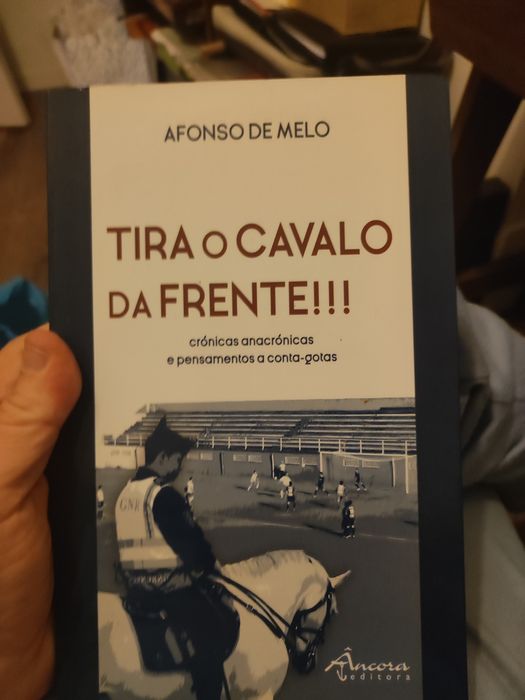 AFONSO DE MELO
TIRA O CAVALO
DA FRENTE!!!
crónicas anacrónicas
e pensamentos a conta-gotas
GNR
Âncora
editora